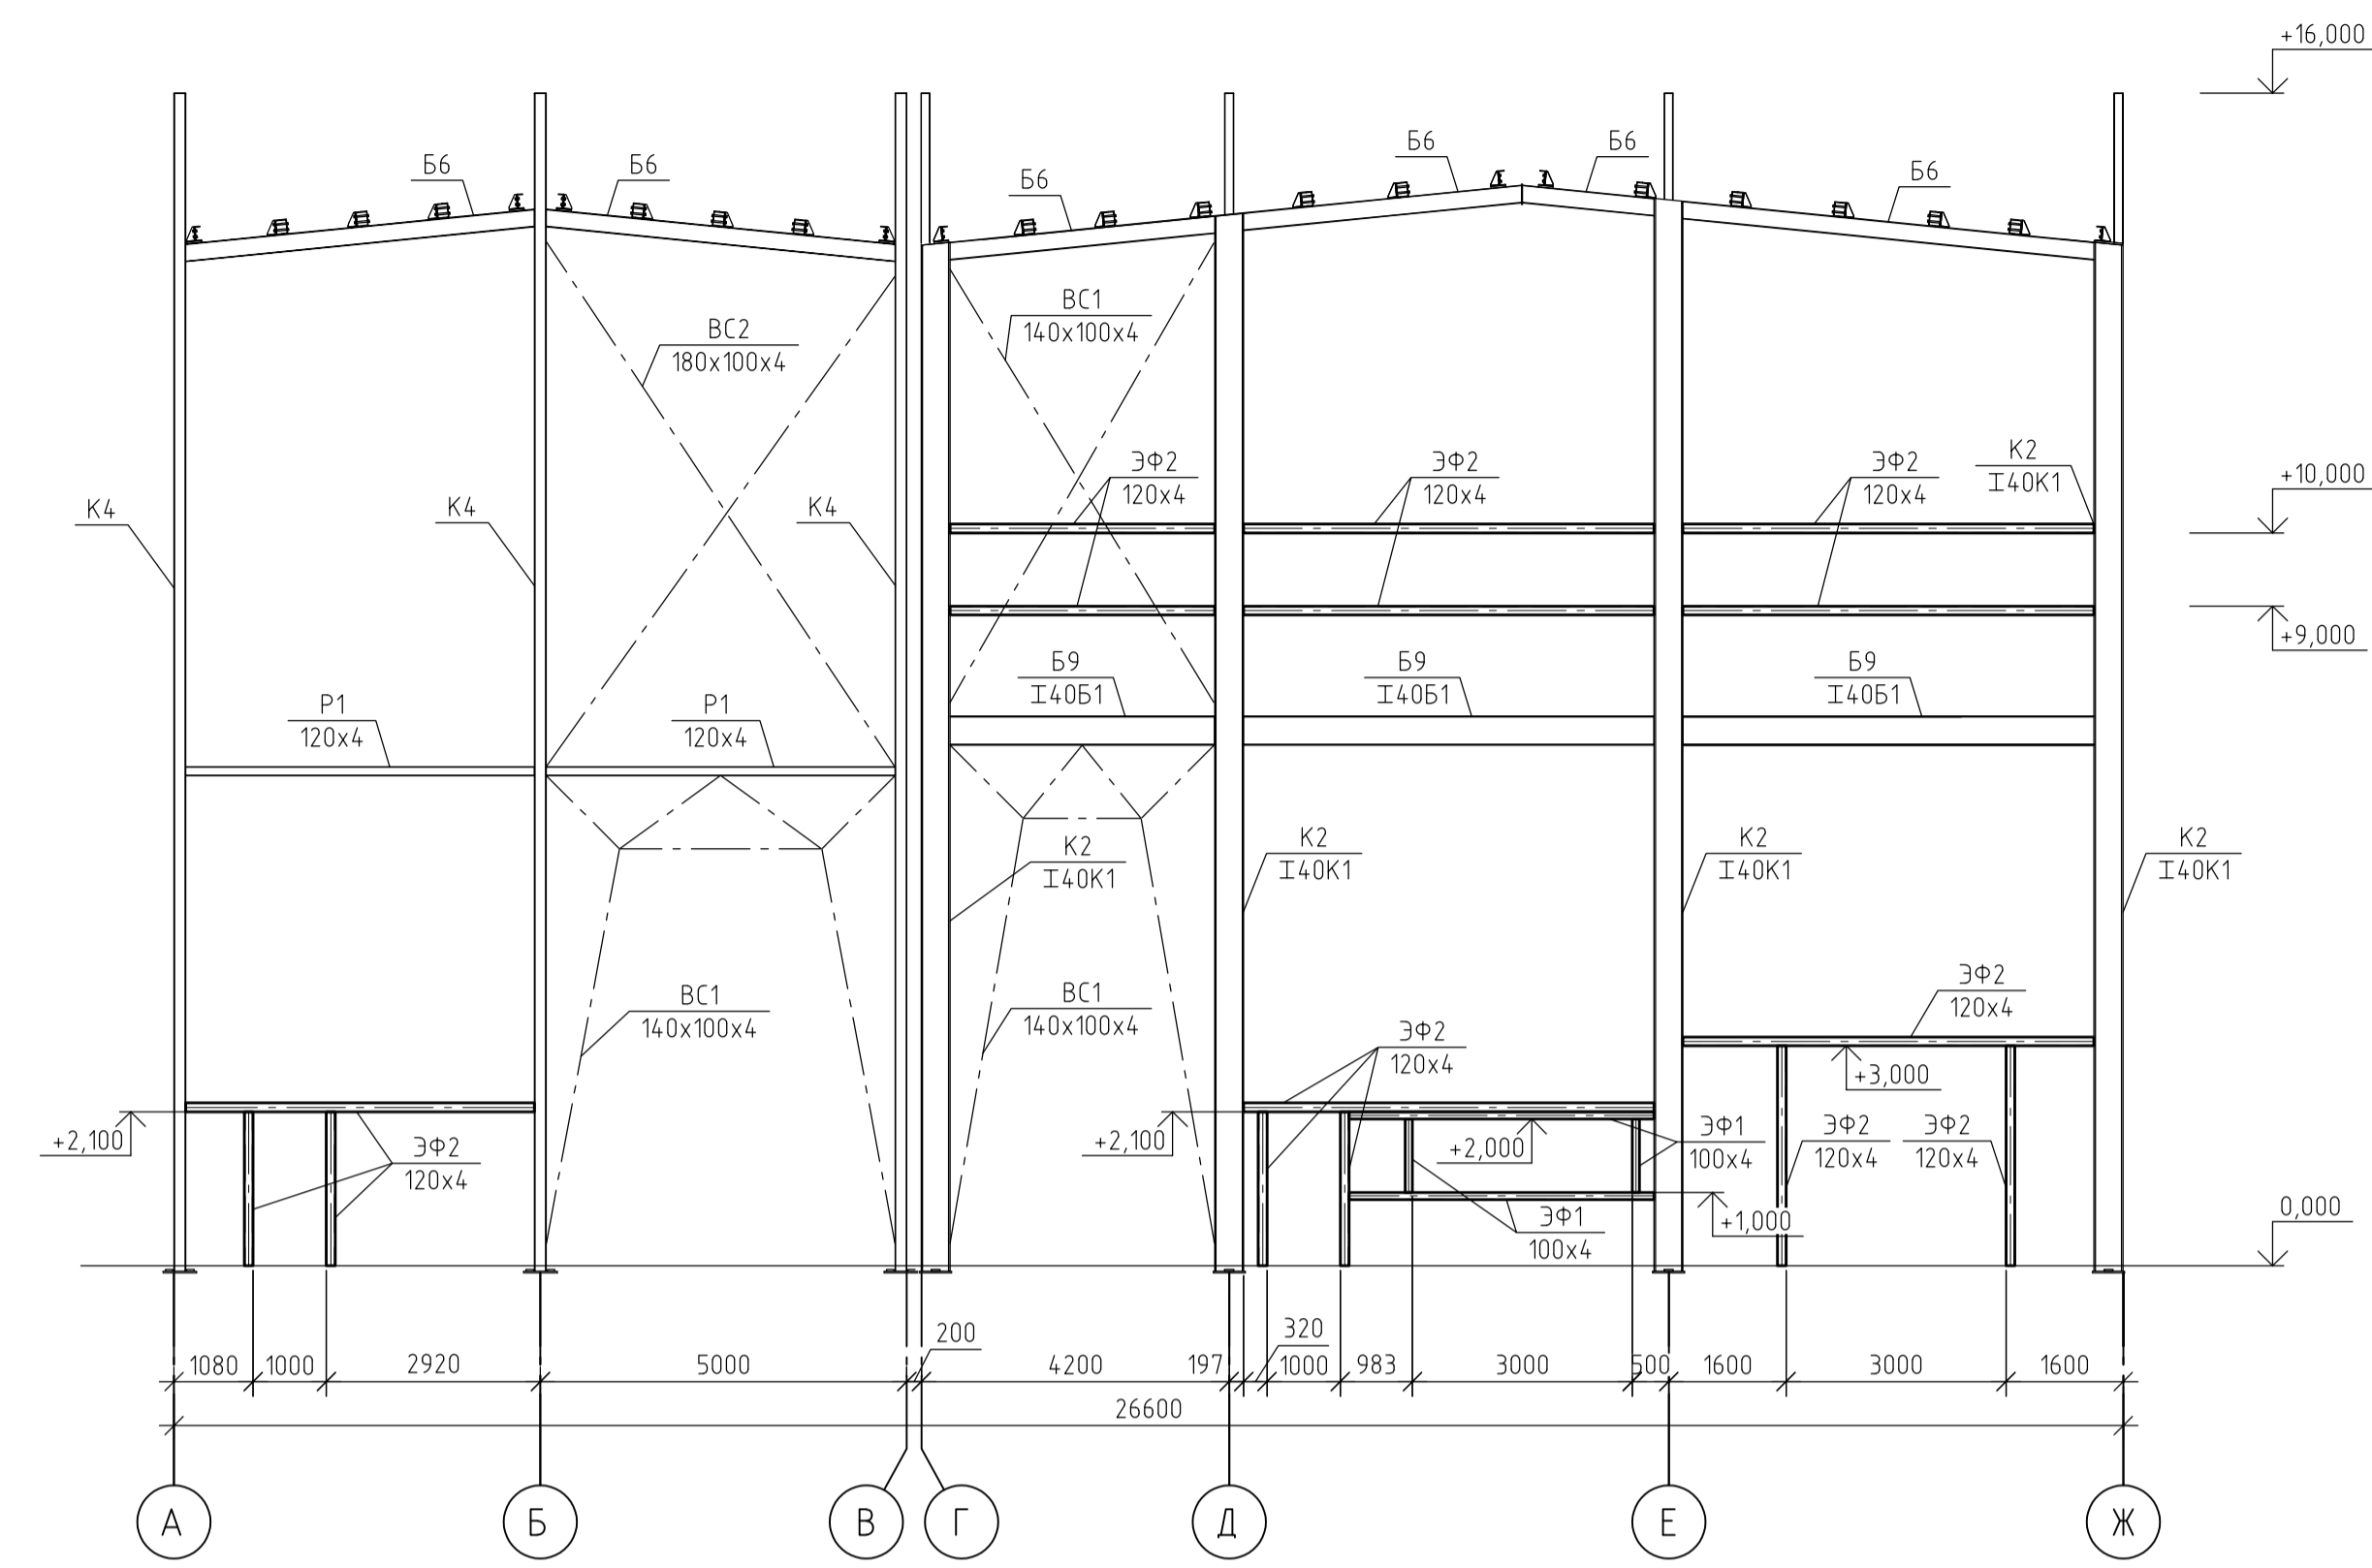 +16,000
Б6
Б6
Б6
Б6
Б6
Б6
ВС1
140х100х4
ВС2
180х100х4
К2
I40К1
ЭФ2
120х4
ЭФ2
120х4
ЭФ2
120х4
+10,000
К4
К4
К4
+9,000
Б9
I40Б1
Б9
I40Б1
Б9
I40Б1
Р1
120х4
Р1
120х4
К2
I40К1
К2
I40К1
К2
I40К1
К2
I40К1
ВС1
140х100х4
ВС1
140х100х4
ЭФ2
120х4
ЭФ2
120х4
+3,000
+2,100
ЭФ2
120х4
+2,100
+2,000
ЭФ1
100х4
ЭФ2
120х4
ЭФ2
120х4
ЭФ1
100х4
+1,000
0,000
200
320
1080
1000
2920
5000
4200
197
1000
983
3000
500
1600
3000
1600
26600
А
Б
В
Г
Д
Е
Ж